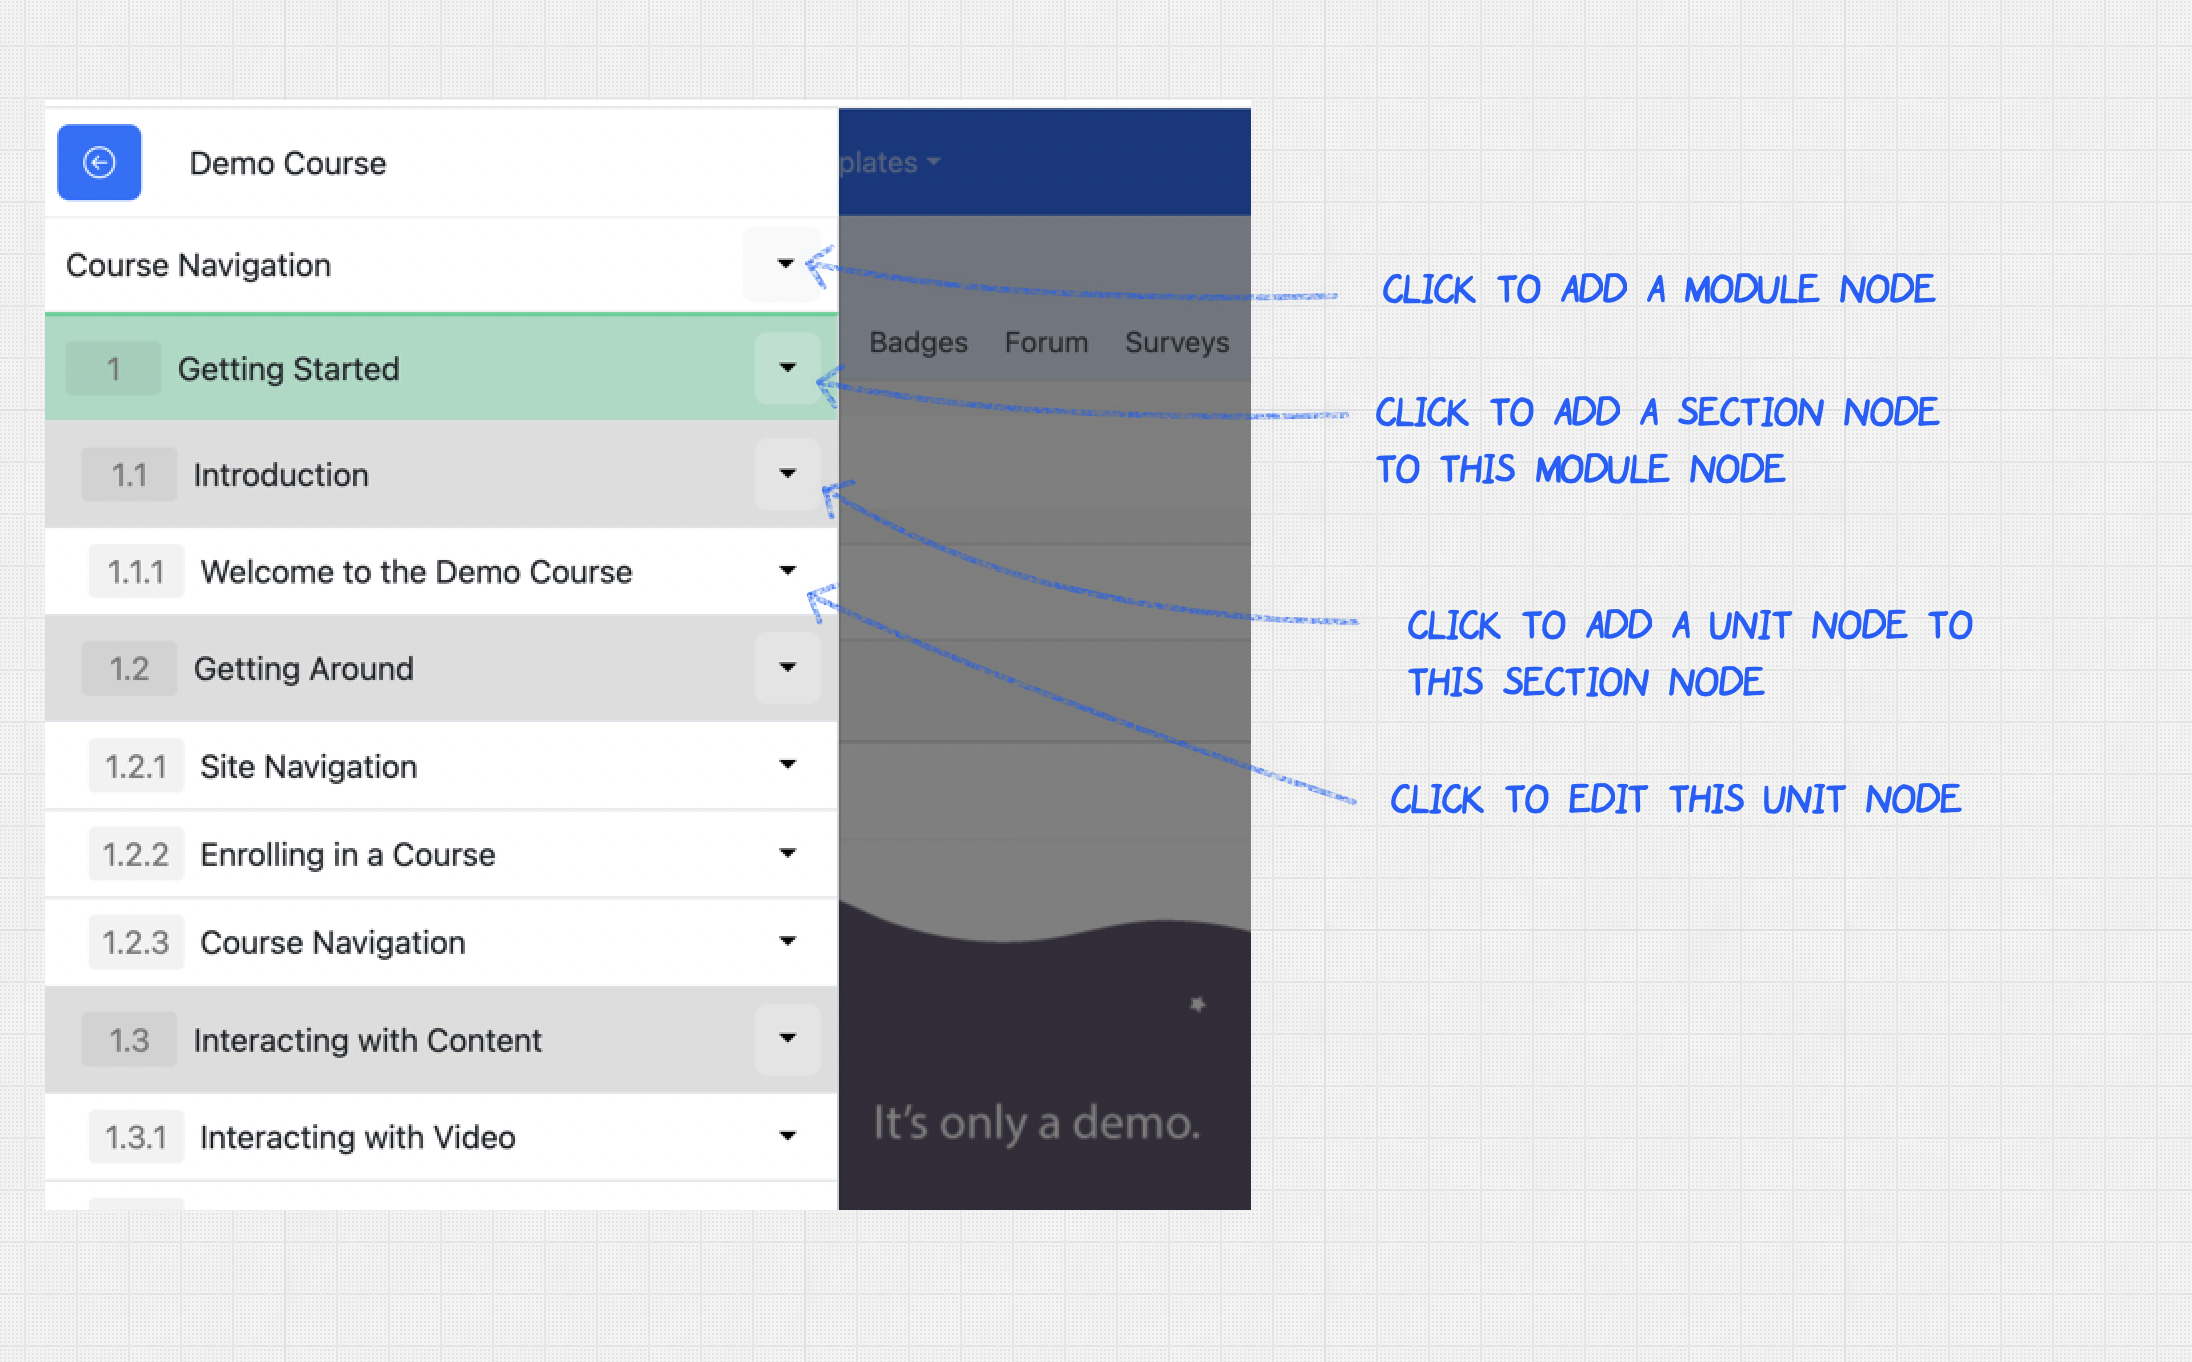 Demo Course
plates
Course Navigation
CLICK TO ADD A MODULE NODE
Badges Forum Surveys
1 Getting Started
CLICK TO ADD A SECTION NODE
TO THIS MODULE NODE
1.1 Introduction
1.1.1 Welcome to the Demo Course
CLICK TO ADD A UNIT NODE TO
THIS SECTION NODE
1.2 Getting Around
1.2.1 Site Navigation
CLICK TO EDIT THIS UNIT NODE
1.2.2 Enrolling in a Course
1.2.3 Course Navigation
1.3 Interacting with Content
1.3.1 Interacting with Video
It's only a demo.